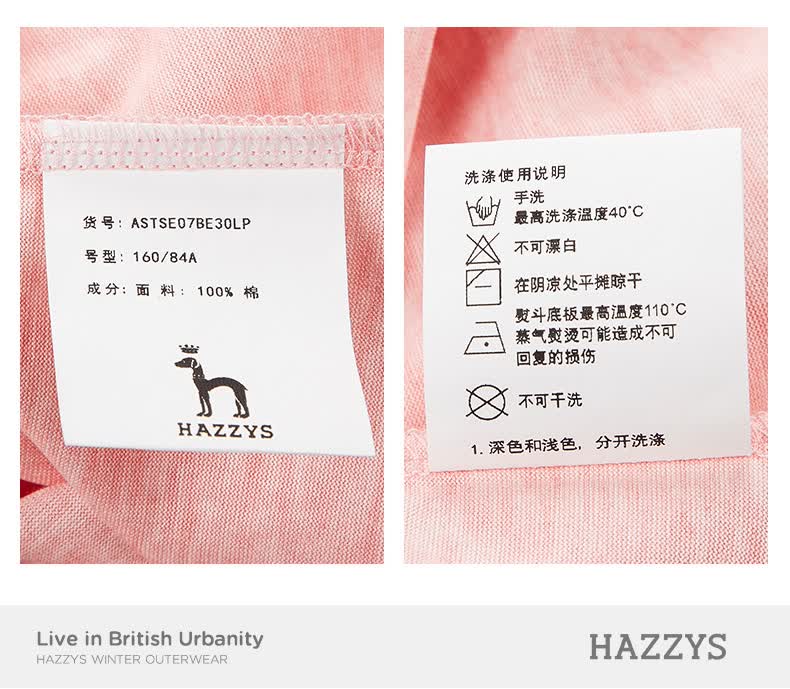 货号: ASTSE07BE30LP
号型: 160/84A
成分: 面 料: 100% 棉
HAZZYS
洗涤使用说明
手洗
最高洗涤温度40°C
不可漂白
在阴凉处平摊晾干
熨斗底板最高温度110°C
蒸气熨烫可能造成不可
回复的损伤
不可干洗
1. 深色和浅色, 分开洗涤
Live in British Urbanity
HAZZYS WINTER OUTERWEAR
HAZZYS